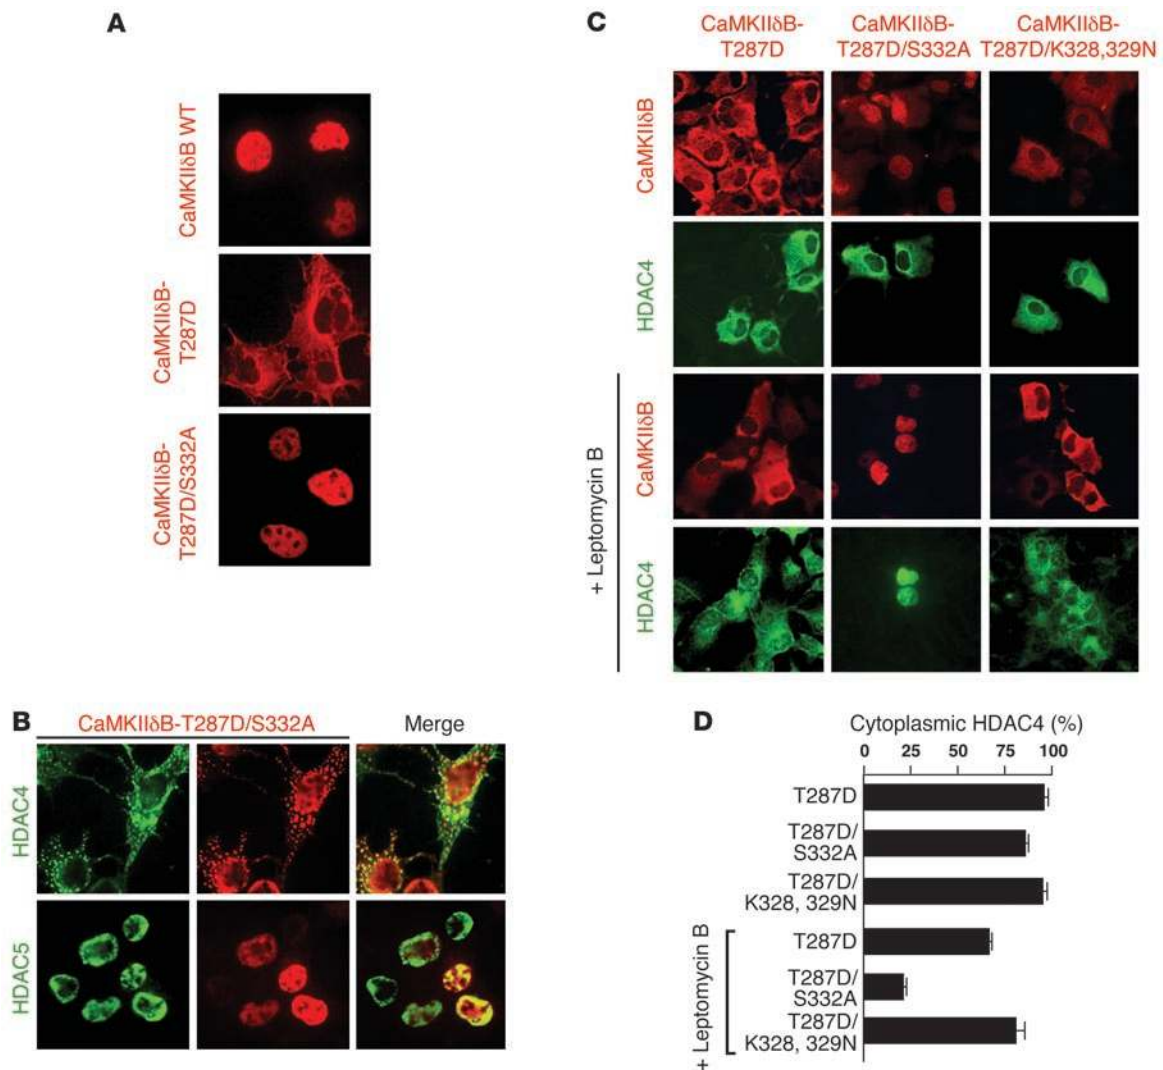 A
CaMKIIδB WT
CaMKIIδB-
T287D
CaMKIIδB-
T287D/S332A
B
CaMKIIδB-T287D/S332A
Merge
HDAC4
HDAC5
C
CaMKIIδB-
T287D
CaMKIIδB-
T287D/S332A
CaMKIIδB-
T287D/K328,329N
CaMKIIδB
HDAC4
+ Leptomycin B
CaMKIIδB
HDAC4
D
Cytoplasmic HDAC4 (%)
0 25 50 75 100
T287D
T287D/
S332A
T287D/
K328, 329N
+ Leptomycin B
T287D
T287D/
S332A
T287D/
K328, 329N